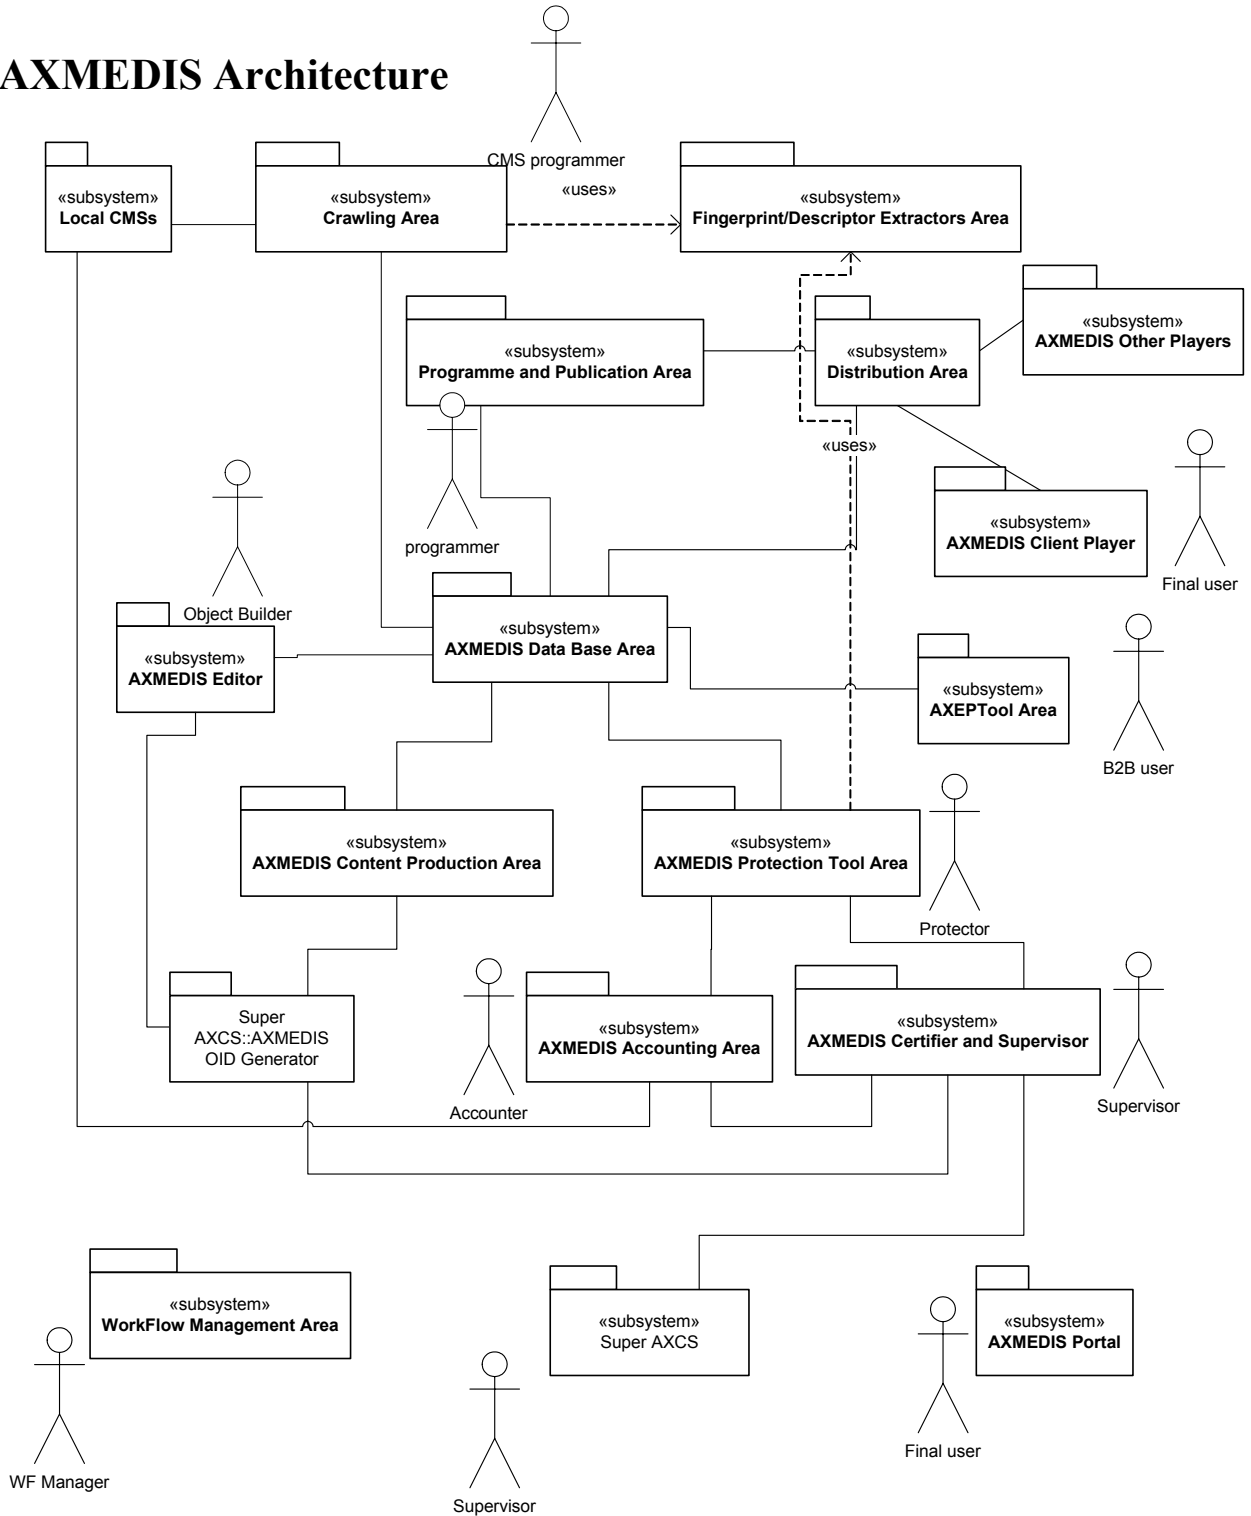 AXMEDIS Architecture
CMS programmer
«subsystem»
Local CMSs
«subsystem»
Crawling Area
«uses»
«subsystem»
Fingerprint/Descriptor Extractors Area
«subsystem»
Programme and Publication Area
«subsystem»
Distribution Area
«subsystem»
AXMEDIS Other Players
«uses»
programmer
«subsystem»
AXMEDIS Client Player
Final user
Object Builder
«subsystem»
AXMEDIS Editor
«subsystem»
AXMEDIS Data Base Area
«subsystem»
AXEPTool Area
B2B user
«subsystem»
AXMEDIS Content Production Area
«subsystem»
AXMEDIS Protection Tool Area
Protector
Super
AXCS::AXMEDIS
OID Generator
Accounter
«subsystem»
AXMEDIS Accounting Area
«subsystem»
AXMEDIS Certifier and Supervisor
Supervisor
«subsystem»
WorkFlow Management Area
WF Manager
«subsystem»
Super AXCS
Supervisor
«subsystem»
AXMEDIS Portal
Final user